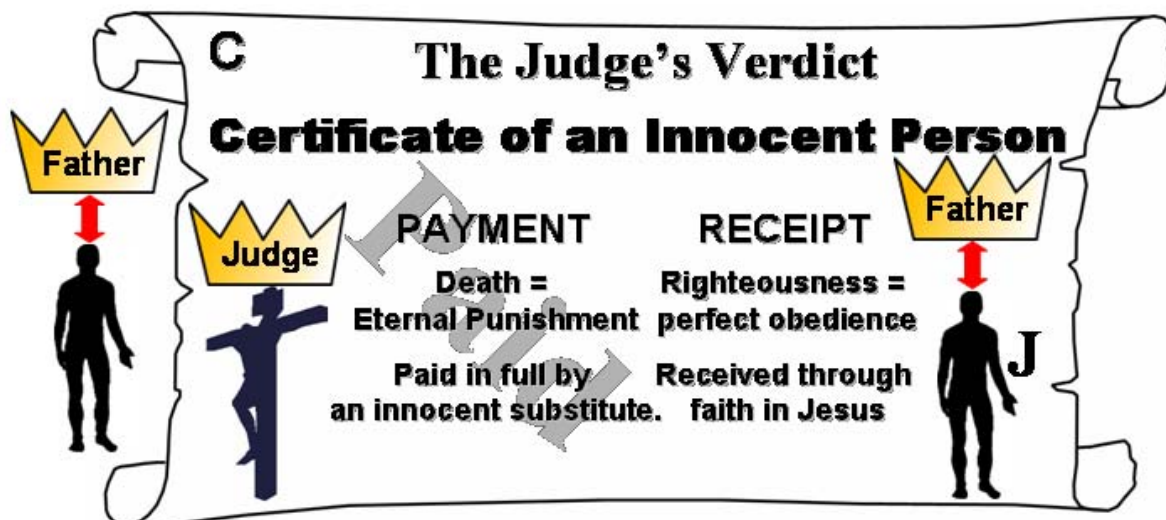 C
The Judge's Verdict
Certificate of an Innocent Person
Father
Father
Judge
PAYMENT
Death =
Eternal Punishment
Paid in full by
an innocent substitute.
RECEIPT
Righteousness =
perfect obedience
Received through
faith in Jesus
Paid
J